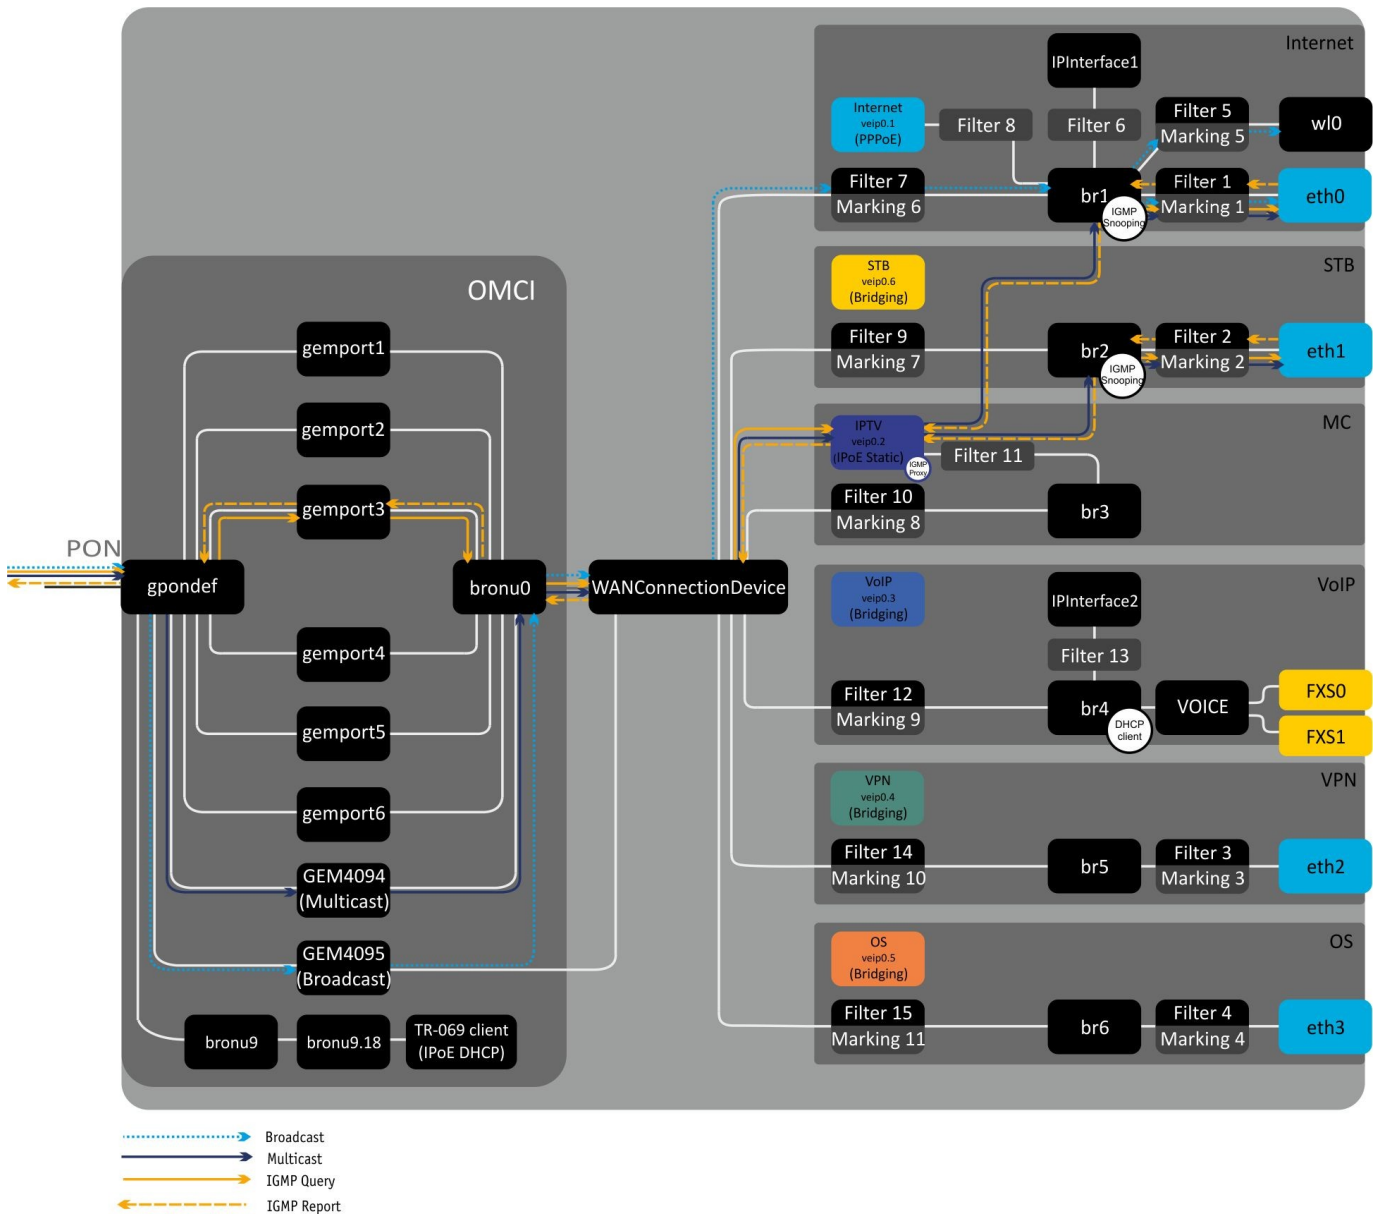 PON
OMCI
gpondef
gemport1
gemport2
gemport3
gemport4
gemport5
gemport6
GEM4094
(Multicast)
GEM4095
(Broadcast)
bronu0
bronu9
bronu9.18
TR-069 client
(IPoE DHCP)
WANConnectionDevice
Internet
IPInterface1
Internet
veip0.1
(PPPoE)
Filter 8
Filter 6
Filter 5
Marking 5
wl0
Filter 7
Marking 6
br1
IGMP
Snooping
Filter 1
Marking 1
eth0
STB
STB
veip0.6
(Bridging)
Filter 9
Marking 7
br2
IGMP
Snooping
Filter 2
Marking 2
eth1
MC
IPTV
veip0.2
(IPoE Static)
IGMP
Proxy
Filter 11
Filter 10
Marking 8
br3
VoIP
VoIP
veip0.3
(Bridging)
IPInterface2
Filter 13
Filter 12
Marking 9
br4
DHCP
client
VOICE
FXS0
FXS1
VPN
VPN
veip0.4
(Bridging)
Filter 14
Marking 10
br5
Filter 3
Marking 3
eth2
OS
OS
veip0.5
(Bridging)
Filter 15
Marking 11
br6
Filter 4
Marking 4
eth3
Broadcast
Multicast
IGMP Query
IGMP Report